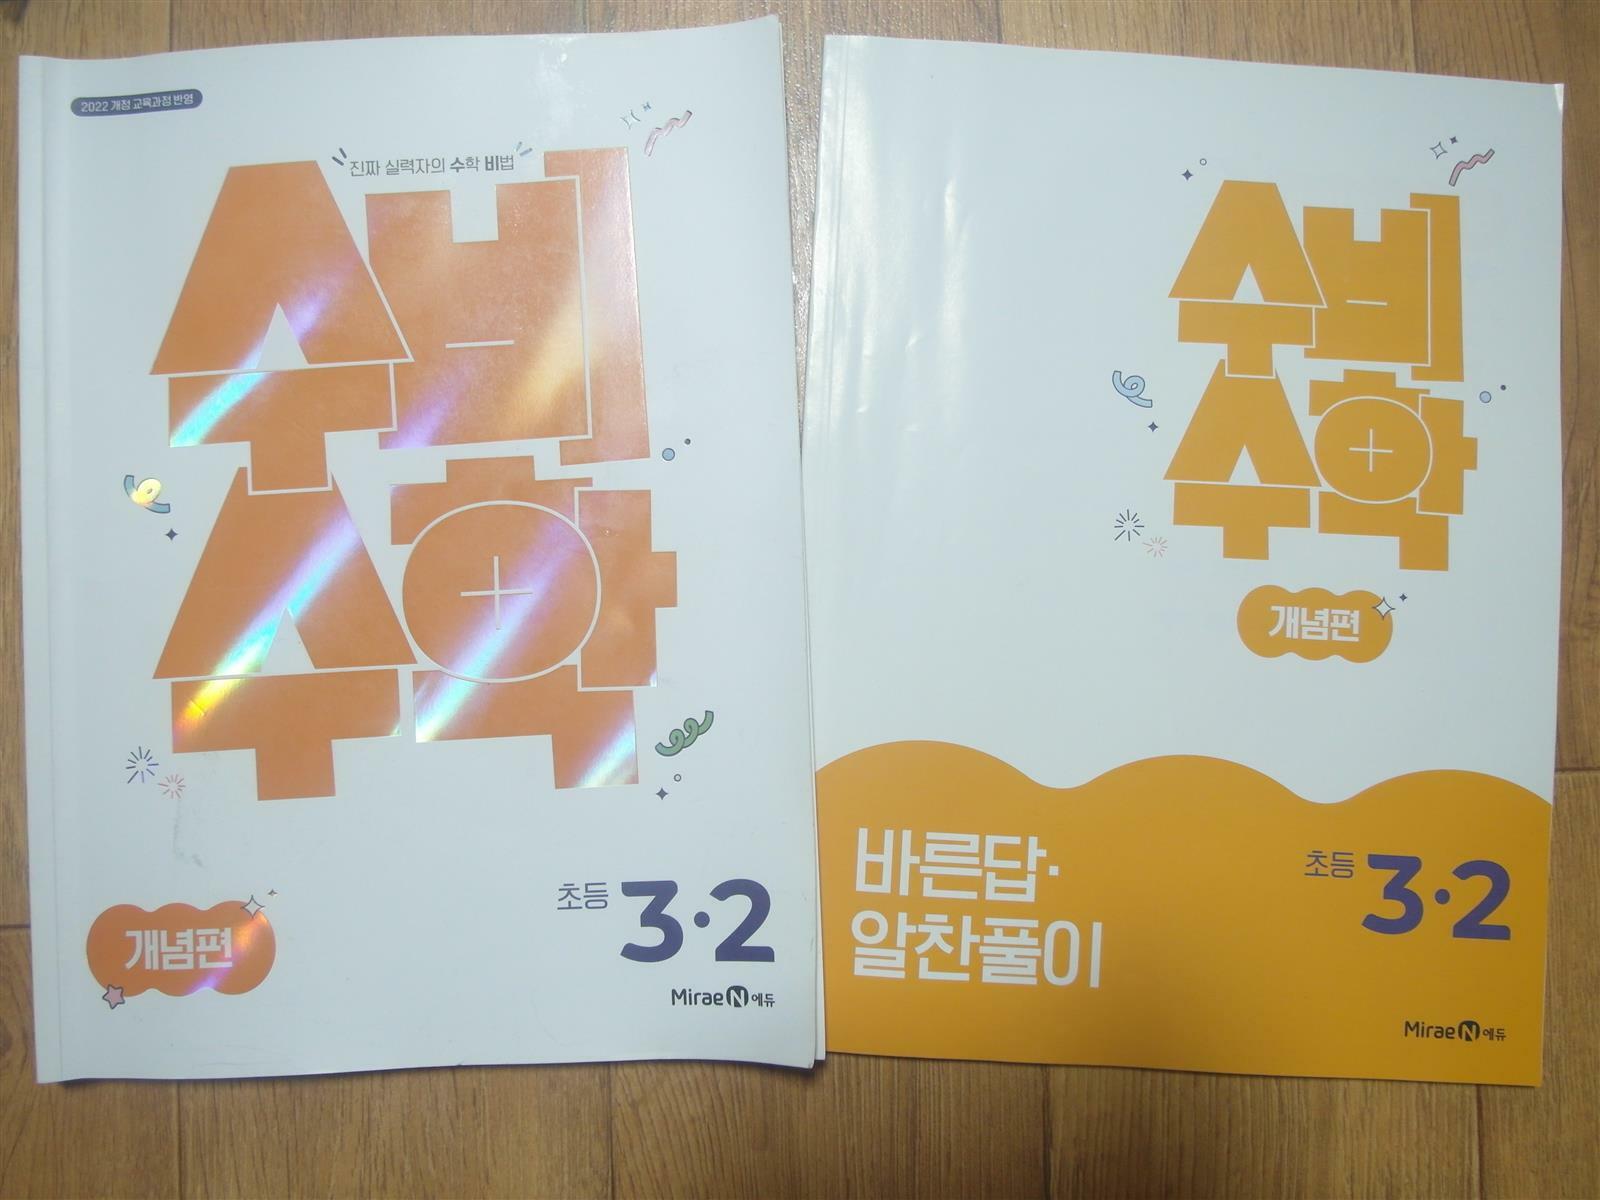 2022 개정 교육과정 반영
진짜 실력자의 수학 비법
수비
수학
개념편
초등 3·2
Mirae N 에듀
수비
수학
개념편
바른답·
알찬풀이
초등 3·2
Mirae N 에듀